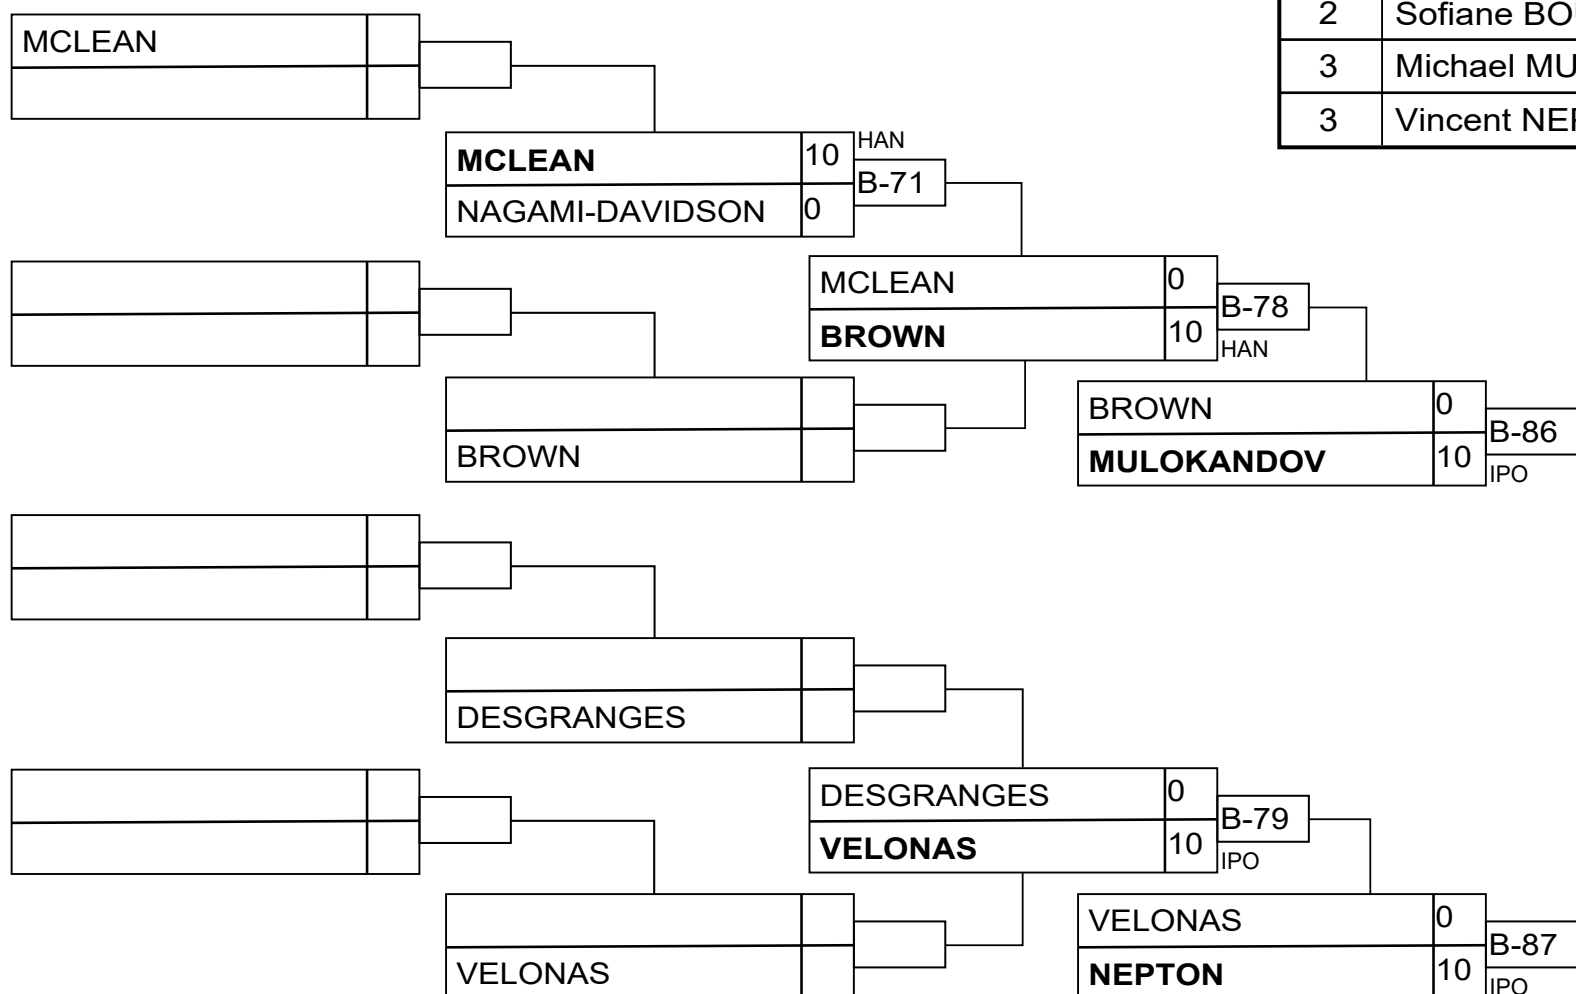 2 Sofiane BOU
3 Michael MU
3 Vincent NEP
MCLEAN
MCLEAN 10 HAN
B-71
NAGAMI-DAVIDSON 0
MCLEAN 0
B-78
BROWN 10 HAN
BROWN
BROWN 0
B-86
MULOKANDOV 10 IPO
DESGRANGES
DESGRANGES 0
B-79
VELONAS 10 IPO
VELONAS
VELONAS 0
B-87
NEPTON 10 IPO